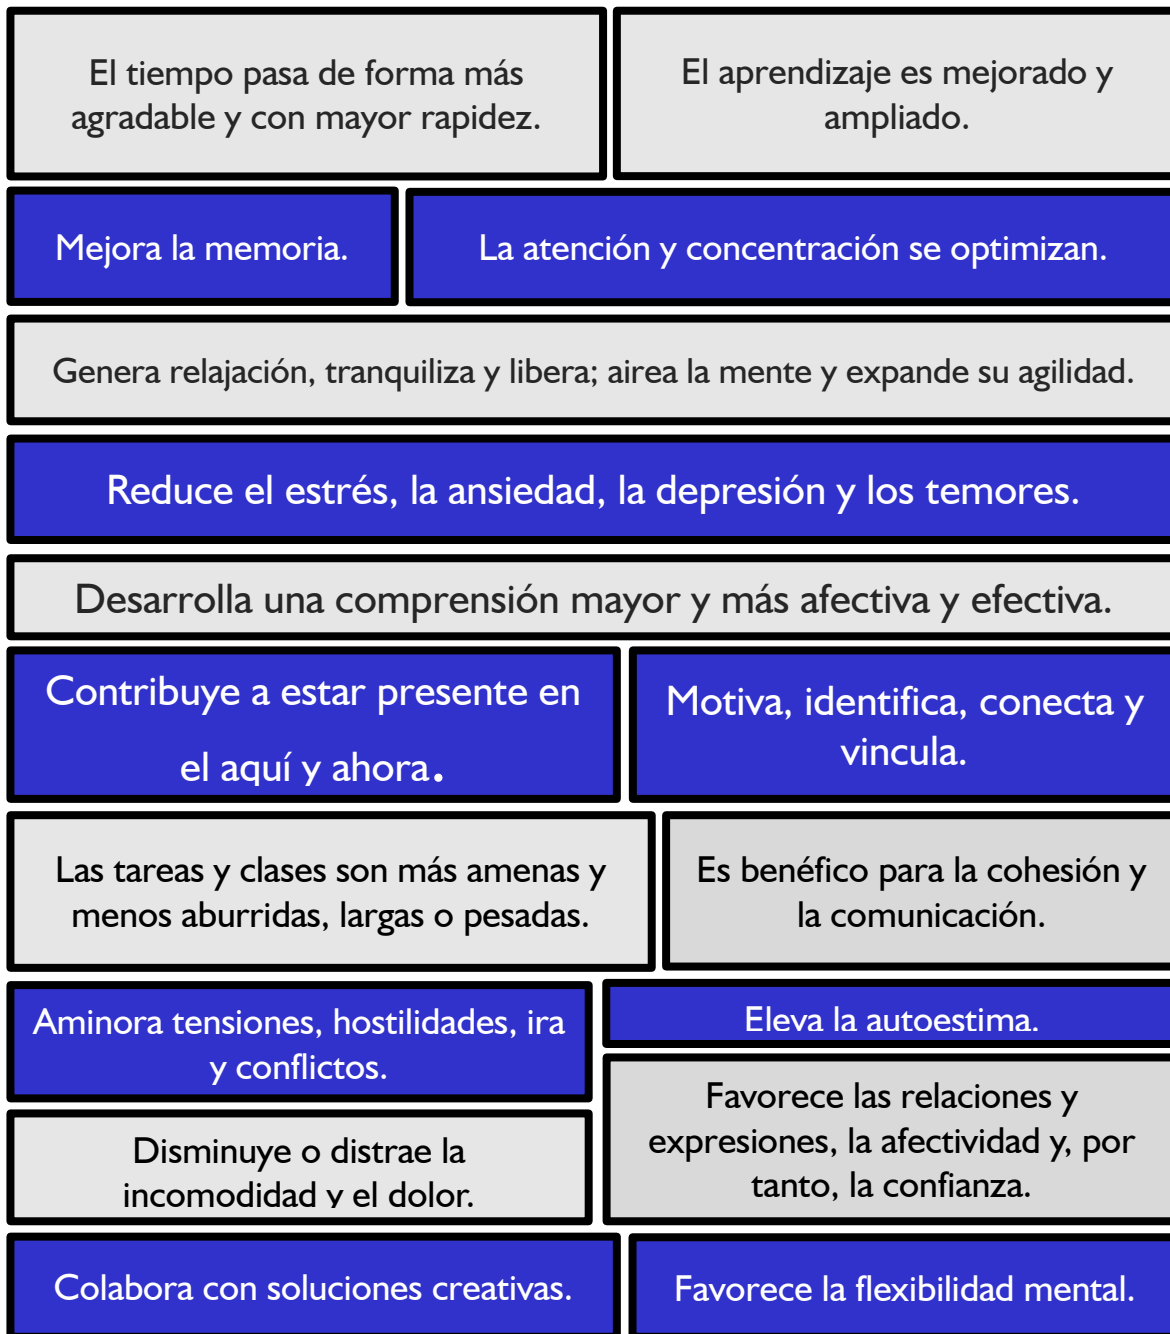 El tiempo pasa de forma más
agradable y con mayor rapidez.
El aprendizaje es mejorado y
ampliado.
Mejora la memoria.
La atención y concentración se optimizan.
Genera relajación, tranquiliza y libera; airea la mente y expande su agilidad.
Reduce el estrés, la ansiedad, la depresión y los temores.
Desarrolla una comprensión mayor y más afectiva y efectiva.
Contribuye a estar presente en
el aquí y ahora.
Motiva, identifica, conecta y
vincula.
Las tareas y clases son más amenas y
menos aburridas, largas o pesadas.
Es benéfico para la cohesión y
la comunicación.
Aminora tensiones, hostilidades, ira
y conflictos.
Eleva la autoestima.
Disminuye o distrae la
incomodidad y el dolor.
Favorece las relaciones y
expresiones, la afectividad y, por
tanto, la confianza.
Colabora con soluciones creativas.
Favorece la flexibilidad mental.